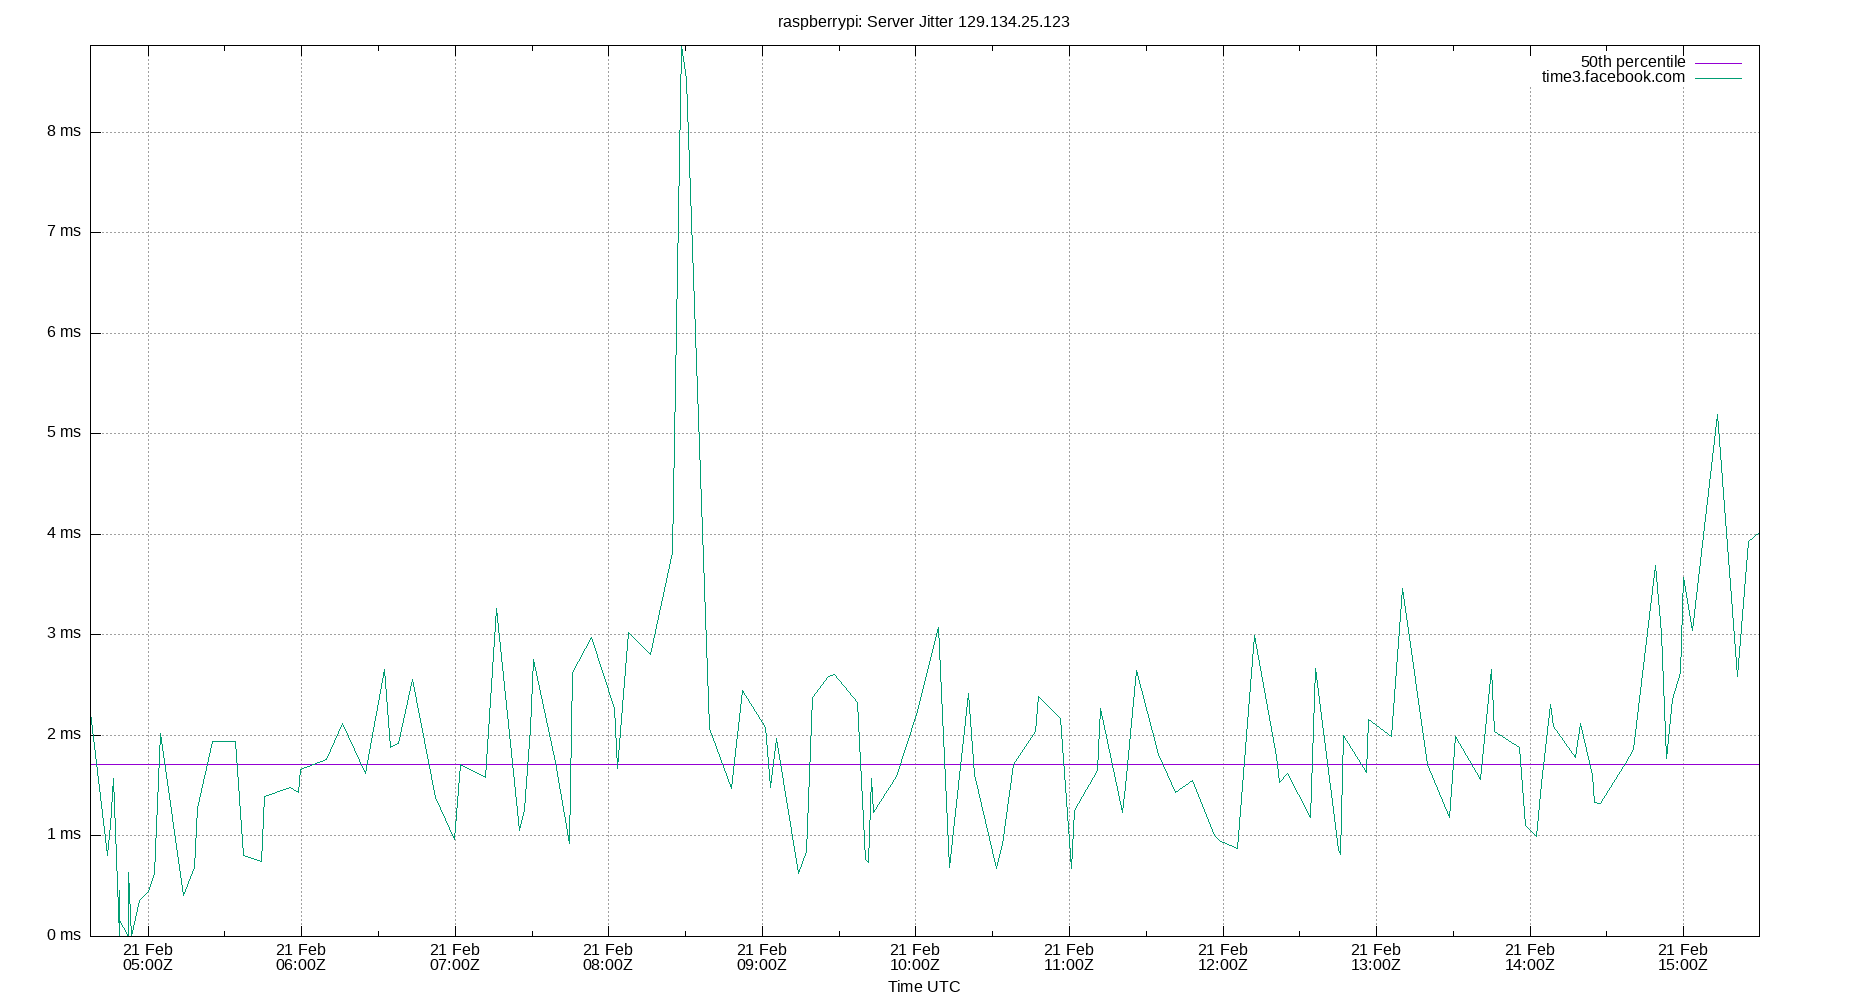 raspberrypi: Server Jitter 129.134.25.123
50th percentile
time3.facebook.com
8 ms
7 ms
6 ms
5 ms
4 ms
3 ms
2 ms
1 ms
0 ms
21 Feb 21 Feb 21 Feb 21 Feb 21 Feb 21 Feb 21 Feb 21 Feb 21 Feb 21 Feb 21 Feb
05:00Z 06:00Z 07:00Z 08:00Z 09:00Z 10:00Z 11:00Z 12:00Z 13:00Z 14:00Z 15:00Z
Time UTC